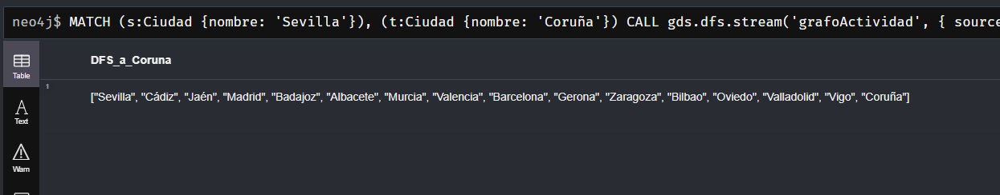 neo4j$ MATCH (s:Ciudad {nombre: 'Sevilla'}), (t:Ciudad {nombre: 'Coruña'}) CALL gds.dfs.stream('grafoActividad', { source
DFS_a_Coruna
Table
1
["Sevilla", "Cádiz", "Jaén", "Madrid", "Badajoz", "Albacete", "Murcia", "Valencia", "Barcelona", "Gerona", "Zaragoza", "Bilbao", "Oviedo", "Valladolid", "Vigo", "Coruña"]
Text
Warn